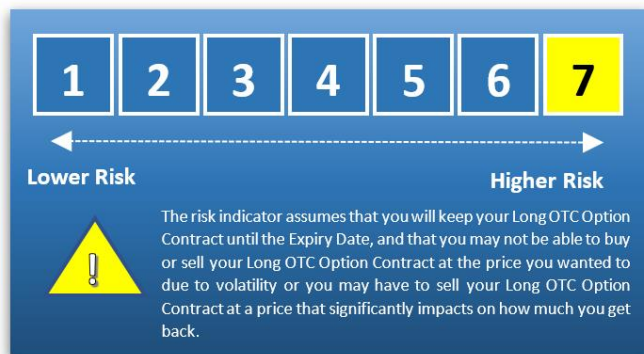 1 2 3 4 5 6 7
Lower Risk Higher Risk
!
The risk indicator assumes that you will keep your Long OTC Option
Contract until the Expiry Date, and that you may not be able to buy
or sell your Long OTC Option Contract at the price you wanted to
due to volatility or you may have to sell your Long OTC Option
Contract at a price that significantly impacts on how much you get
back.